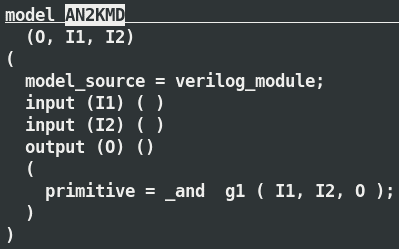 model AN2KMD
(O, I1, I2)
(
model_source = verilog_module;
input (I1) ( )
input (I2) ( )
output (O) ()
(
primitive = _and  g1 ( I1, I2, O );
)
)